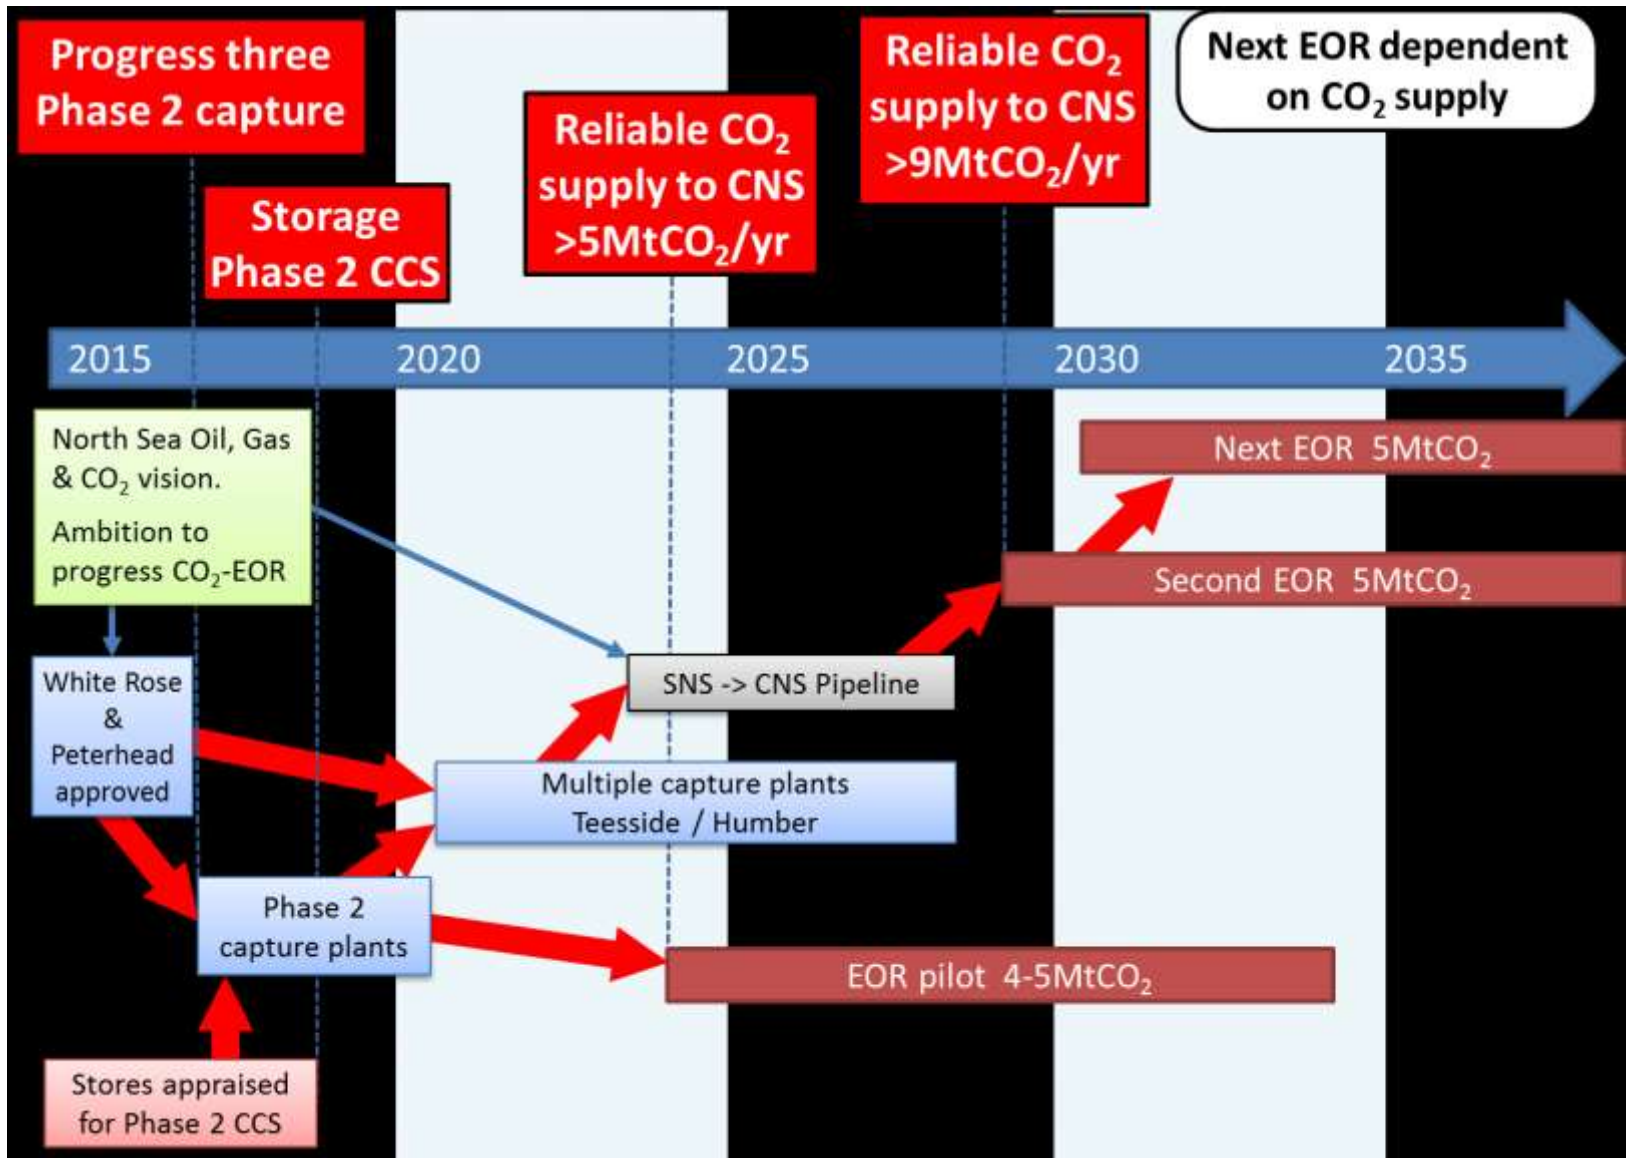 Progress three
Phase 2 capture
Storage
Phase 2 CCS
Reliable CO₂
supply to CNS
>5MtCO₂/yr
Reliable CO₂
supply to CNS
>9MtCO₂/yr
Next EOR dependent
on CO₂ supply
2015
2020
2025
2030
2035
North Sea Oil, Gas
& CO₂ vision.
Ambition to
progress CO₂-EOR
Next EOR 5MtCO₂
Second EOR 5MtCO₂
White Rose
&
Peterhead
approved
SNS -> CNS Pipeline
Multiple capture plants
Teesside / Humber
Phase 2
capture plants
EOR pilot 4-5MtCO₂
Stores appraised
for Phase 2 CCS